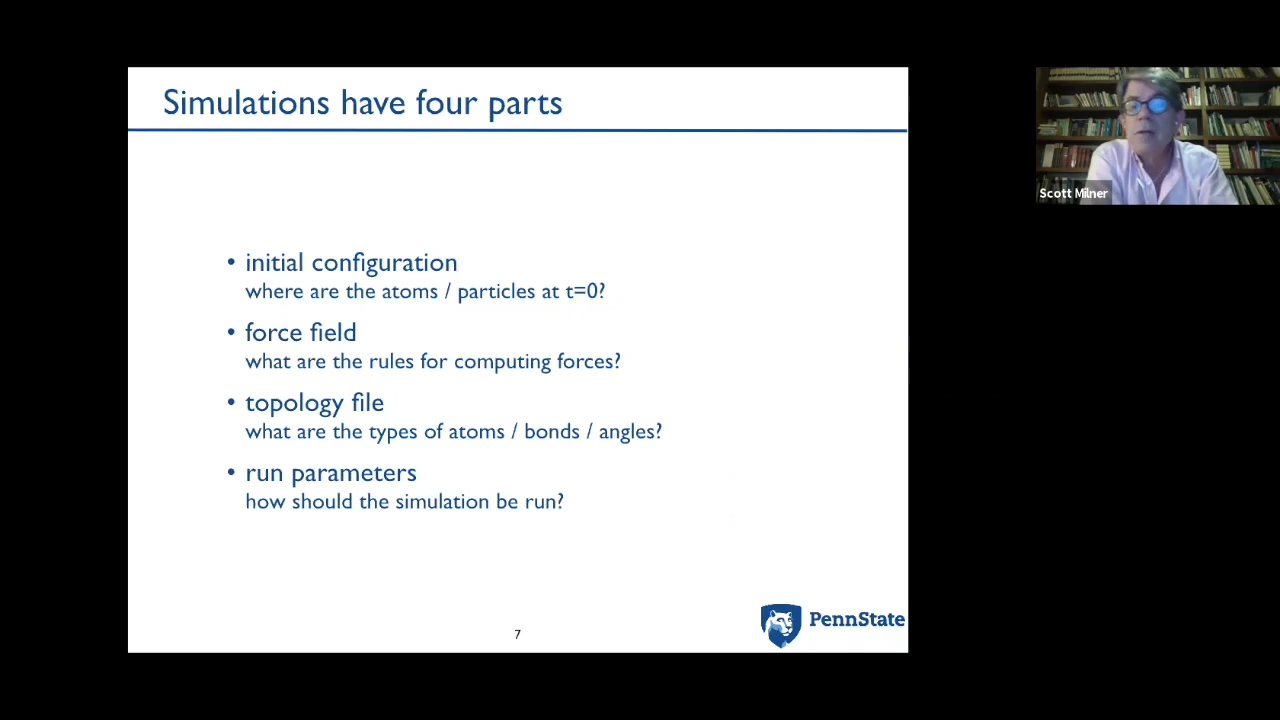 Simulations have four parts
• initial configuration
where are the atoms / particles at t=0?
• force field
what are the rules for computing forces?
• topology file
what are the types of atoms / bonds / angles?
• run parameters
how should the simulation be run?
7
PennState
Scott Milner